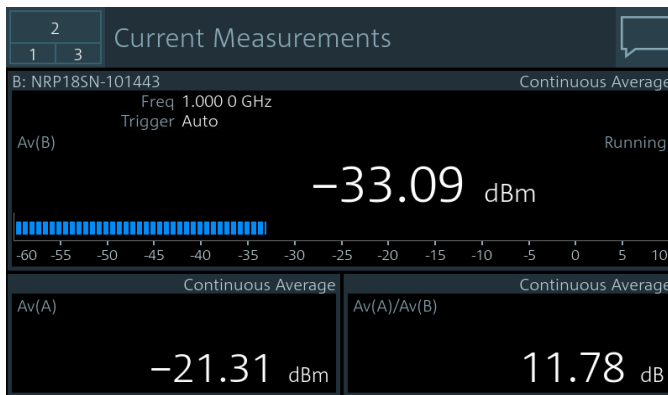 2
1 3
Current Measurements
B: NRP18SN-101443 Continuous Average
Freq 1.000 0 GHz
Trigger Auto
Av(B) Running
−33.09 dBm
-60 -55 -50 -45 -40 -35 -30 -25 -20 -15 -10 -5 0 5 10
Continuous Average
Av(A)
−21.31 dBm
Continuous Average
Av(A)/Av(B)
11.78 dB